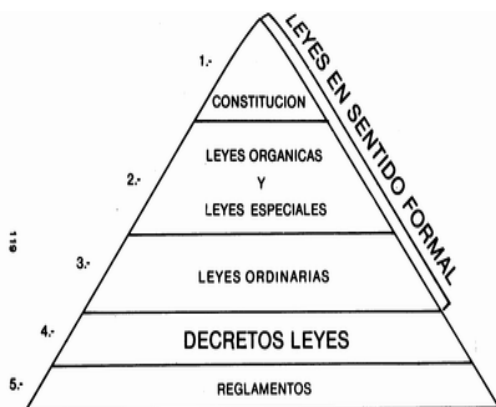 1.-
CONSTITUCION
LEYES EN SENTIDO FORMAL
2.-
LEYES ORGANICAS
Y
LEYES ESPECIALES
119
3.-
LEYES ORDINARIAS
4.-
DECRETOS LEYES
5.-
REGLAMENTOS